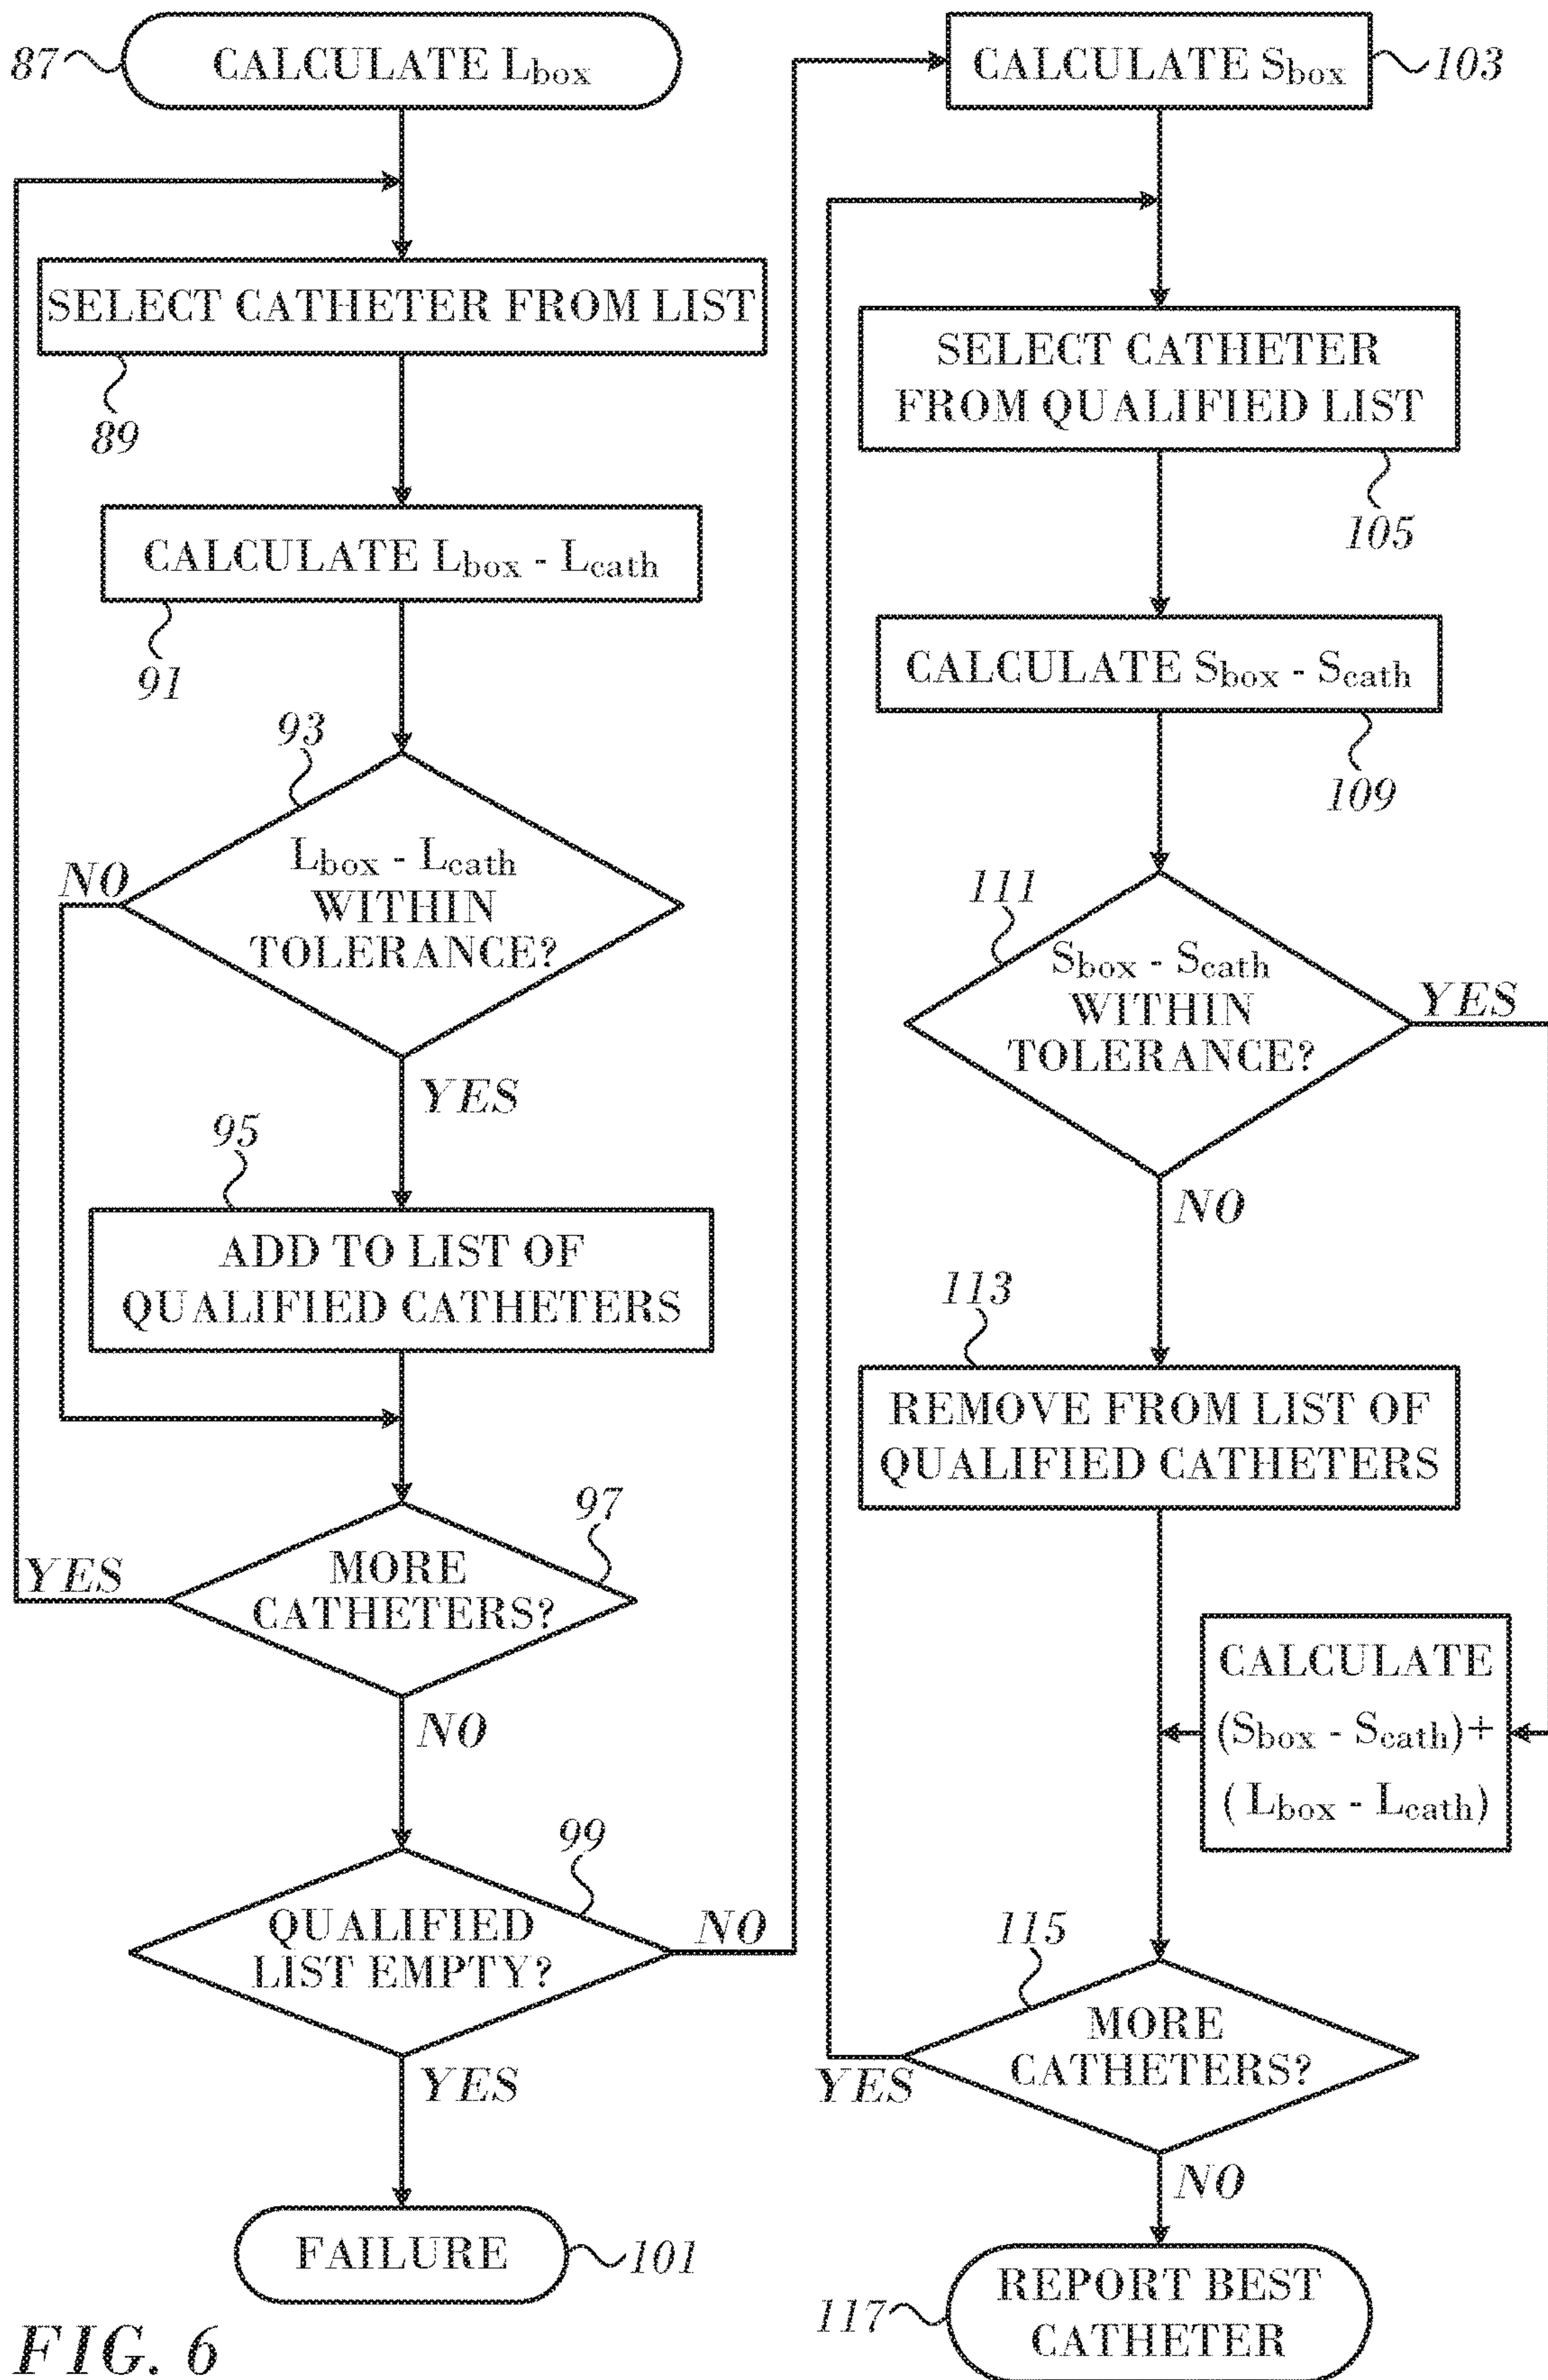 87
CALCULATE Lbox
SELECT CATHETER FROM LIST
89
CALCULATE Lbox - Lcath
91
93
Lbox - Lcath
WITHIN
TOLERANCE?
NO
YES
95
ADD TO LIST OF
QUALIFIED CATHETERS
97
MORE
CATHETERS?
YES
NO
99
QUALIFIED
LIST EMPTY?
NO
YES
FAILURE
101
CALCULATE Sbox
103
SELECT CATHETER
FROM QUALIFIED LIST
105
CALCULATE Sbox - Scath
109
111
Sbox - Scath
WITHIN
TOLERANCE?
YES
NO
113
REMOVE FROM LIST OF
QUALIFIED CATHETERS
CALCULATE
(Sbox - Scath)+
( Lbox - Lcath)
115
MORE
CATHETERS?
YES
NO
117
REPORT BEST
CATHETER
FIG. 6